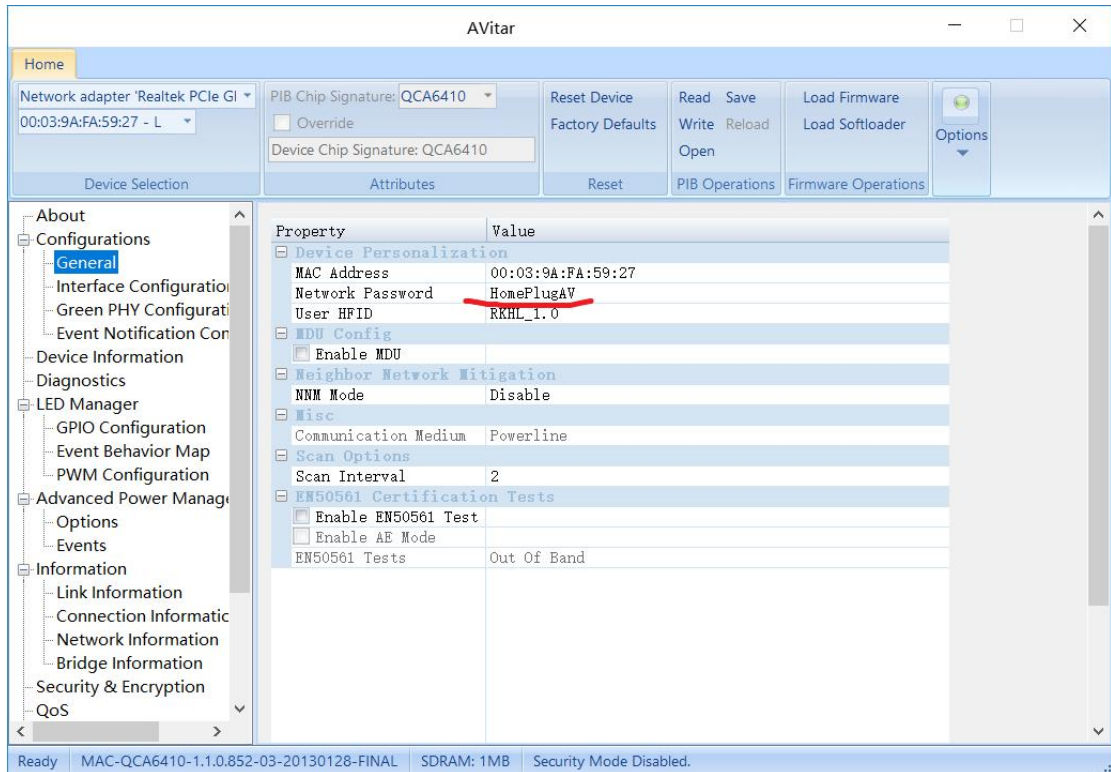 AVitar
Home
Network adapter 'Realtek PCIe Gl
00:03:9A:FA:59:27 - L
Device Selection
PIB Chip Signature: QCA6410
Override
Device Chip Signature: QCA6410
Attributes
Reset Device
Factory Defaults
Reset
Read Save
Write Reload
Open
PIB Operations
Load Firmware
Load Softloader
Firmware Operations
Options
About
Configurations
General
Interface Configuration
Green PHY Configurati
Event Notification Con
Device Information
Diagnostics
LED Manager
GPIO Configuration
Event Behavior Map
PWM Configuration
Advanced Power Manage
Options
Events
Information
Link Information
Connection Informatic
Network Information
Bridge Information
Security & Encryption
QoS
Property Value
Device Personalization
MAC Address 00:03:9A:FA:59:27
Network Password HomePlugAV
User HFID RKHL_1.0
MDU Config
Enable MDU
Neighbor Network Mitigation
NNM Mode Disable
Misc
Communication Medium Powerline
Scan Options
Scan Interval 2
EN50561 Certification Tests
Enable EN50561 Test
Enable AE Mode
EN50561 Tests Out Of Band
Ready MAC-QCA6410-1.1.0.852-03-20130128-FINAL SDRAM: 1MB Security Mode Disabled.